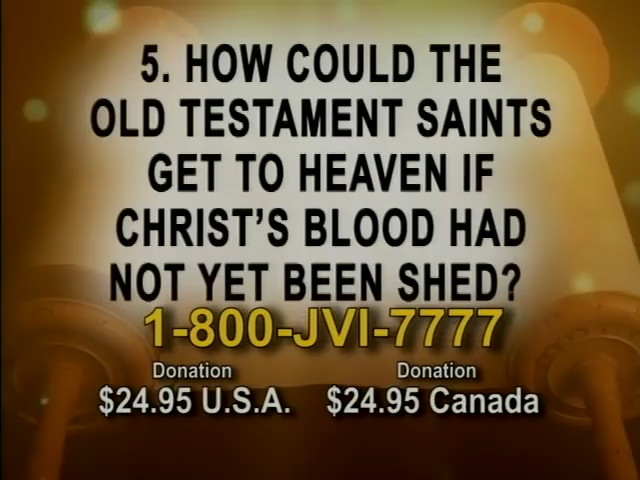 5. HOW COULD THE
OLD TESTAMENT SAINTS
GET TO HEAVEN IF
CHRIST'S BLOOD HAD
NOT YET BEEN SHED?
1-800-JVI-7777
Donation Donation
$24.95 U.S.A. $24.95 Canada